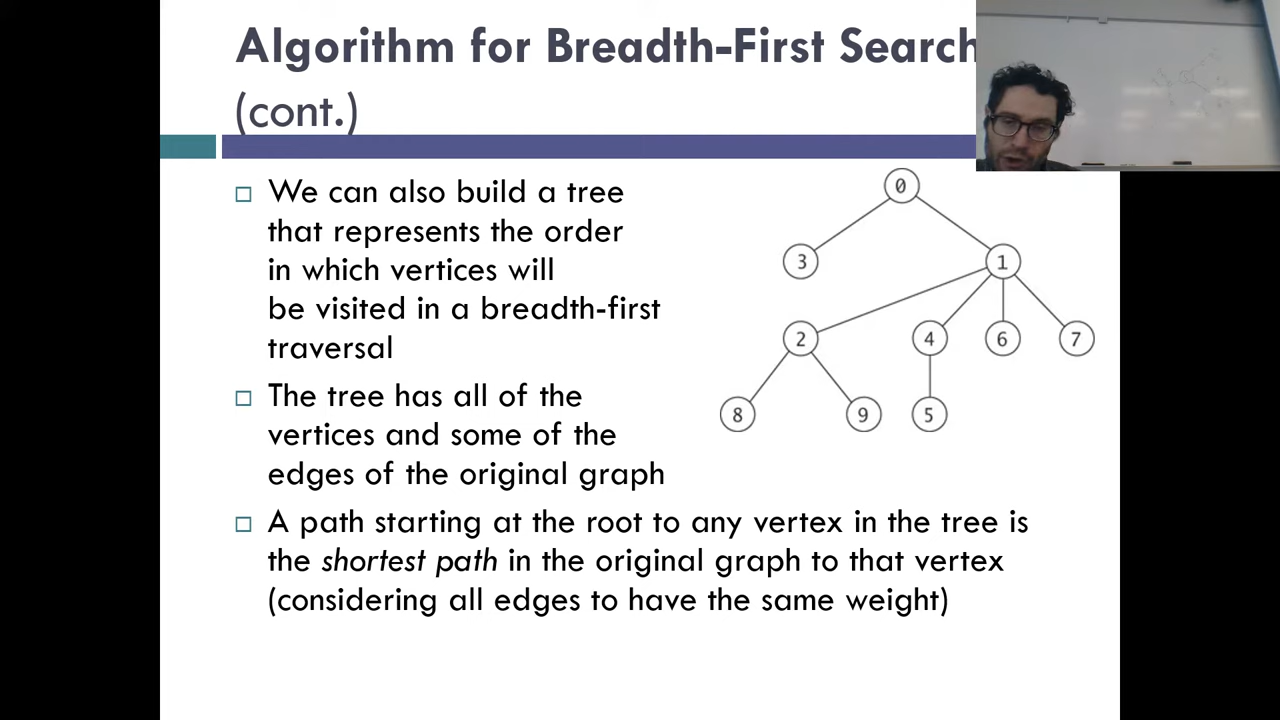 Algorithm for Breadth-First Search
(cont.)
We can also build a tree
that represents the order
in which vertices will
be visited in a breadth-first
traversal
The tree has all of the
vertices and some of the
edges of the original graph
A path starting at the root to any vertex in the tree is
the shortest path in the original graph to that vertex
(considering all edges to have the same weight)
0
3 1
2 4 6 7
8 9 5